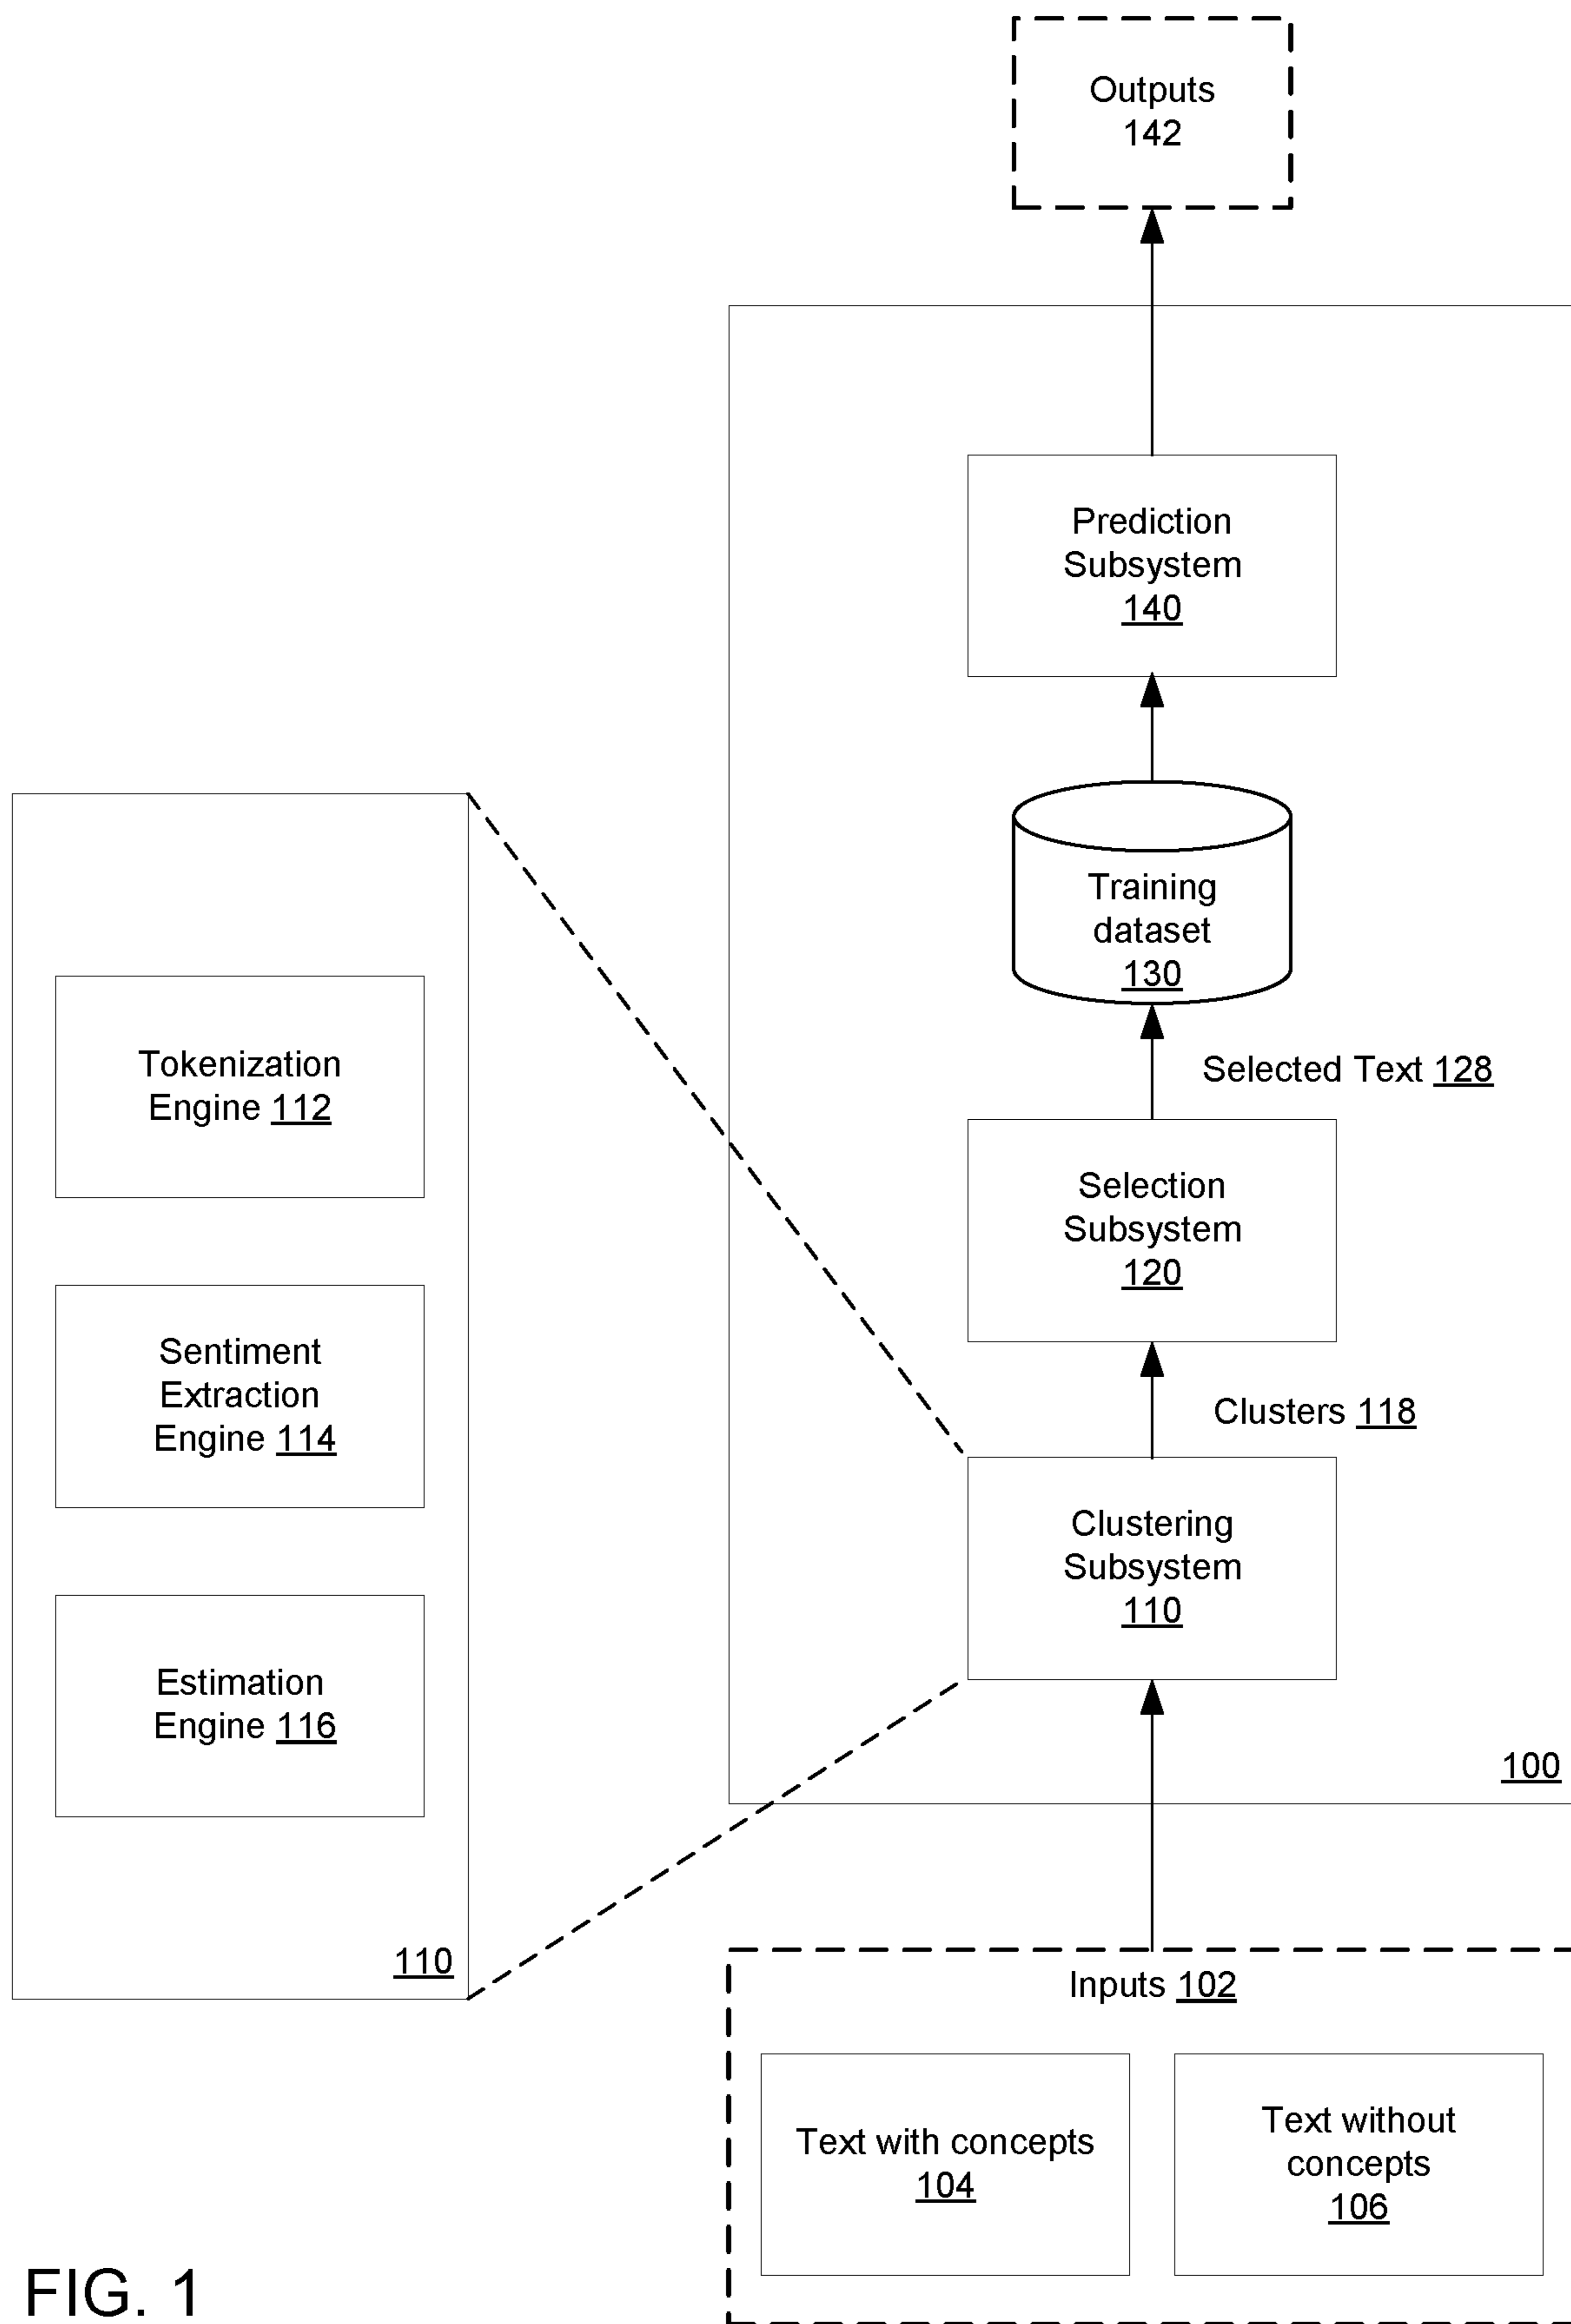 Outputs
142
Prediction
Subsystem
140
Training
dataset
130
Selected Text 128
Selection
Subsystem
120
Clusters 118
Clustering
Subsystem
110
100
Tokenization
Engine 112
Sentiment
Extraction
Engine 114
Estimation
Engine 116
110
Inputs 102
Text with concepts
104
Text without
concepts
106
FIG. 1